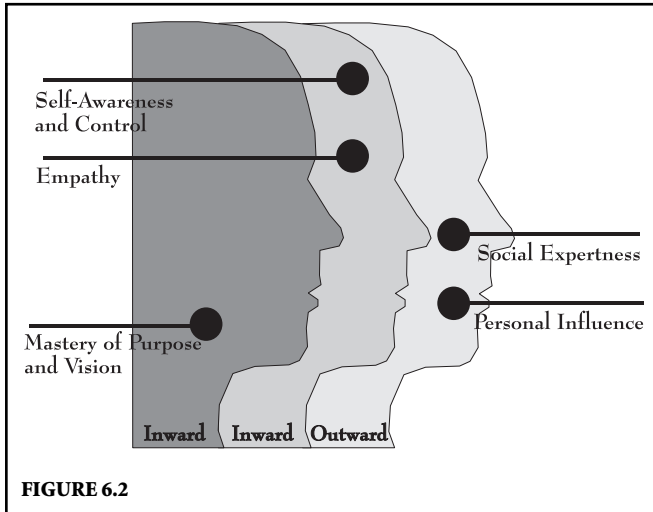 Self-Awareness
and Control
Empathy
Social Expertness
Personal Influence
Mastery of Purpose
and Vision
Inward Inward Outward
FIGURE 6.2